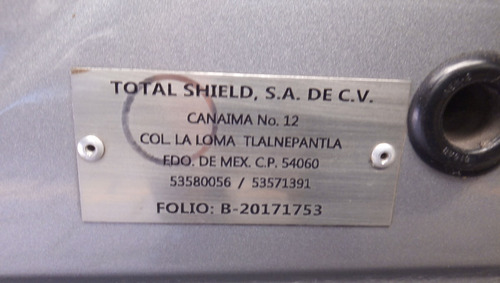 TOTAL SHIELD, S.A. DE C.V.
CANAIMA No. 12
COL. LA LOMA TLALNEPANTLA
EDO. DE MEX. C.P. 54060
53580056 / 53571391
FOLIO: B-20171753